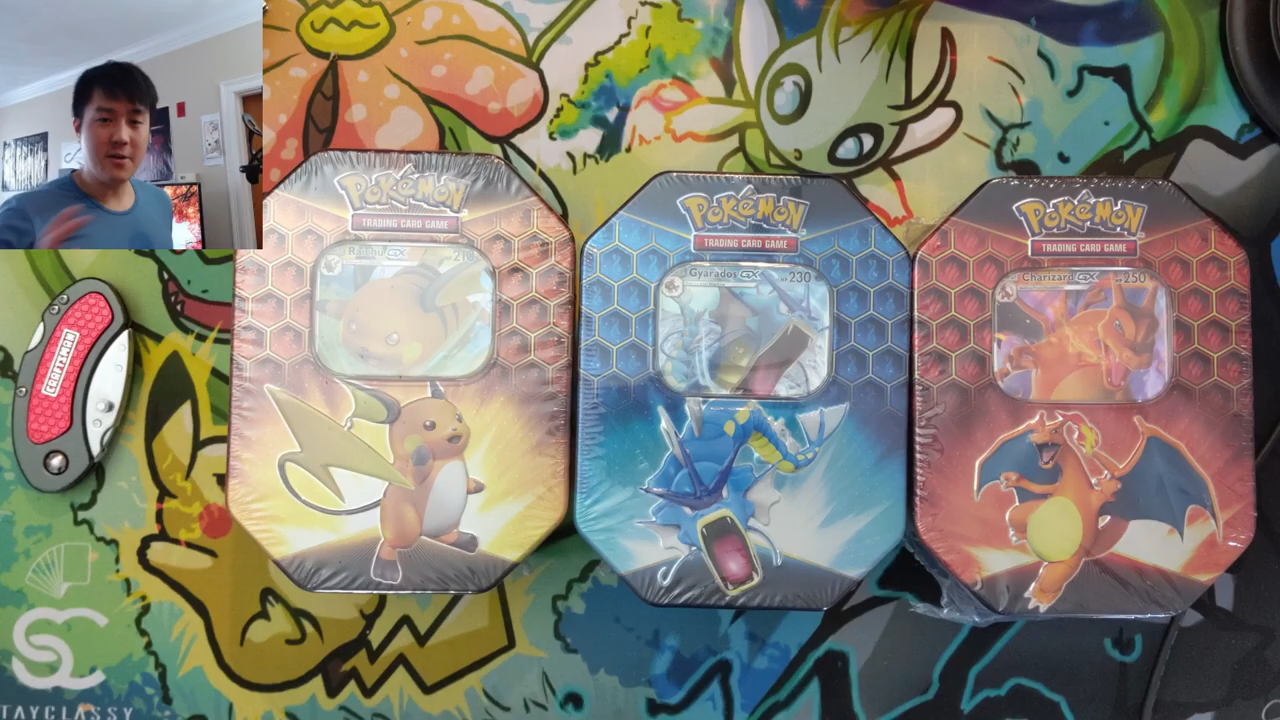 POKéMON
TRADING CARD GAME
Raichu GX 210
POKéMON
TRADING CARD GAME
Gyarados GX 230
POKéMON
TRADING CARD GAME
Charizard GX 250
CRAFTSMAN
SC
TAYCLASSY